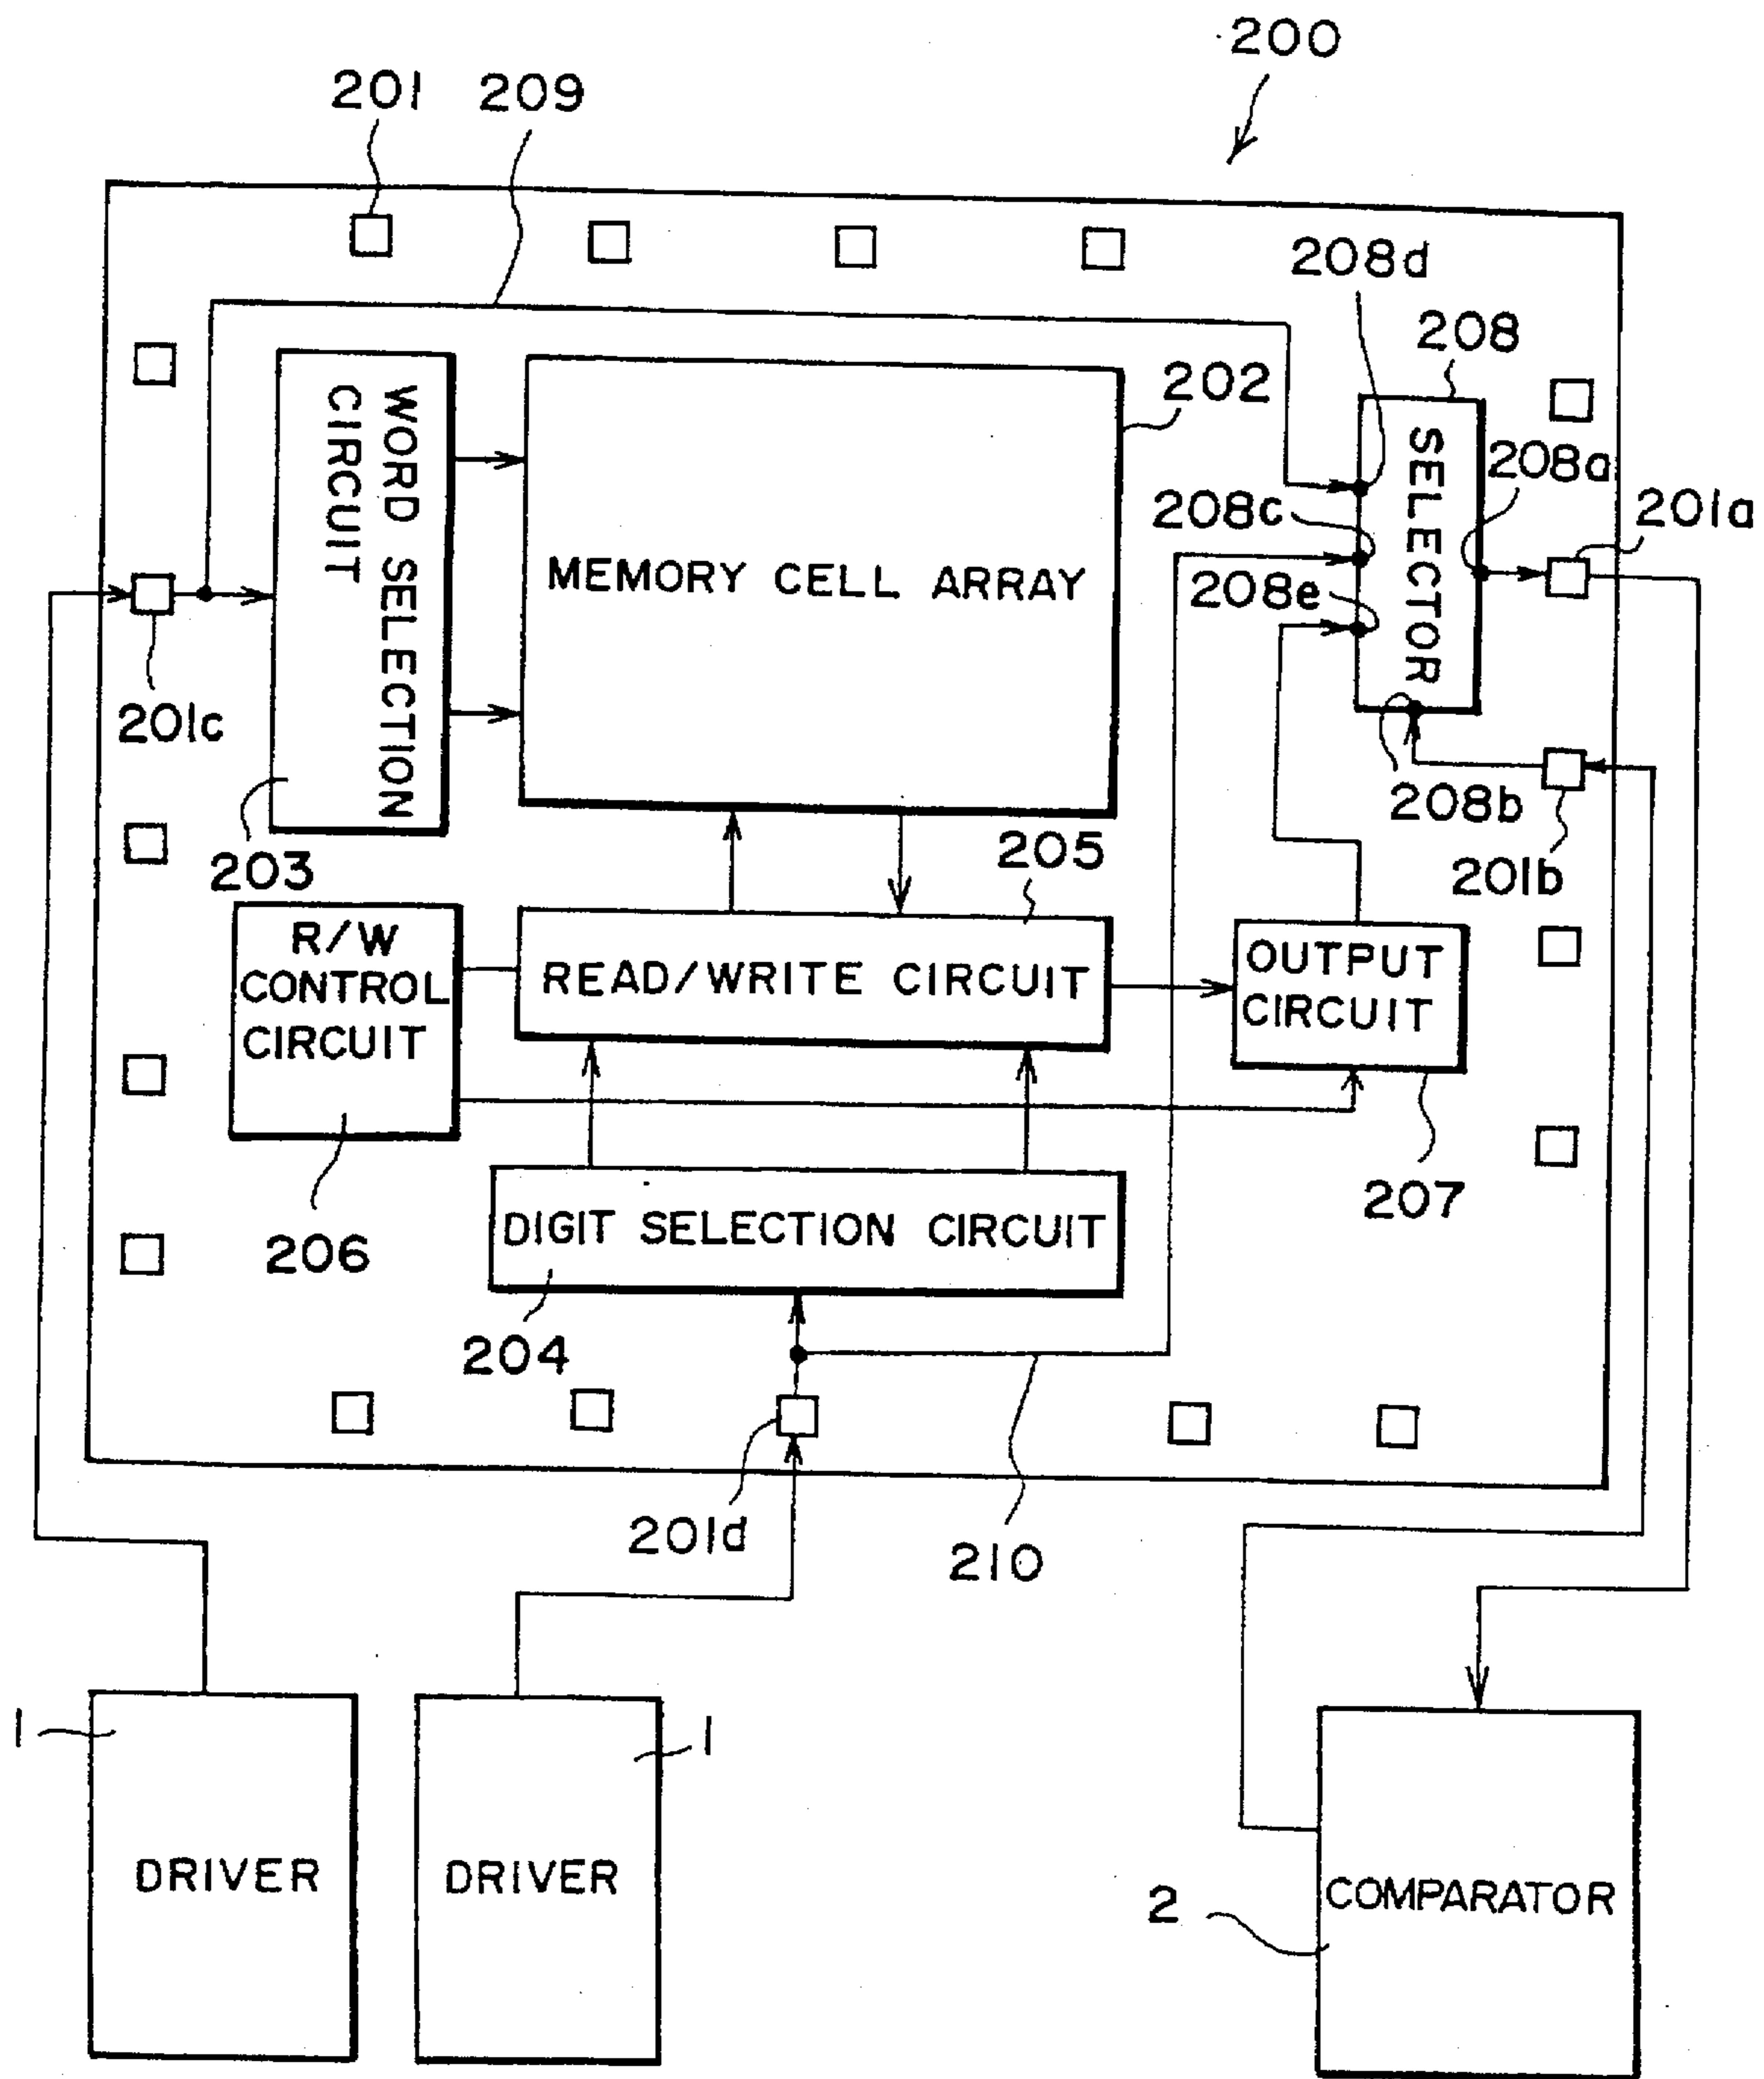 200
201
209
208d
208
202
WORD SELECTION
CIRCUIT
MEMORY CELL ARRAY
SELECTOR
208c
208a
201a
208e
201c
208b
201b
203
205
R/W
CONTROL
CIRCUIT
READ/WRITE CIRCUIT
OUTPUT
CIRCUIT
206
DIGIT SELECTION CIRCUIT
207
204
201d
210
1
DRIVER
1
DRIVER
2
COMPARATOR